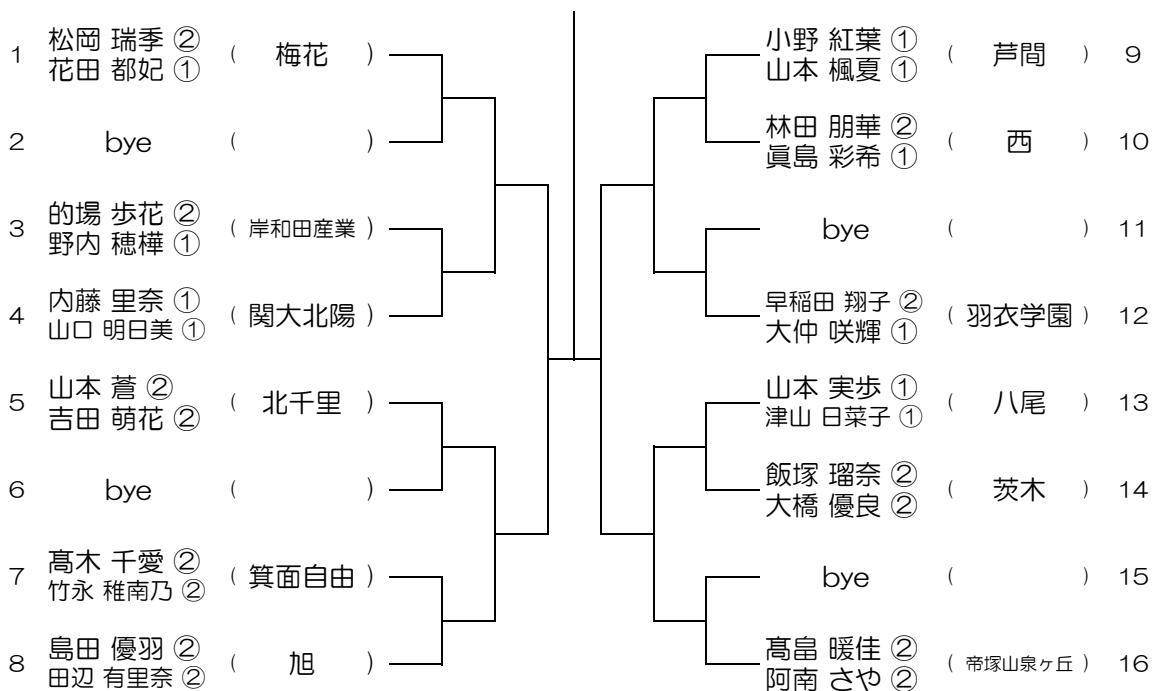 1 松岡 瑞季 ② ( 梅花 )
花田 都妃 ①
2 bye ( )
3 的場 歩花 ② ( 岸和田産業 )
野内 穂樺 ①
4 内藤 里奈 ① ( 関大北陽 )
山口 明日美 ①
5 山本 蒼 ② ( 北千里 )
吉田 萌花 ②
6 bye ( )
7 髙木 千愛 ② ( 箕面自由 )
竹永 稚南乃 ②
8 島田 優羽 ② ( 旭 )
田辺 有里奈 ②
小野 紅葉 ① ( 芦間 ) 9
山本 楓夏 ①
林田 朋華 ② ( 西 ) 10
眞島 彩希 ①
bye ( ) 11
早稲田 翔子 ② ( 羽衣学園 ) 12
大仲 咲輝 ①
山本 実歩 ① ( 八尾 ) 13
津山 日菜子 ①
飯塚 瑠奈 ② ( 茨木 ) 14
大橋 優良 ②
bye ( ) 15
髙畠 暖佳 ② ( 帝塚山泉ヶ丘 ) 16
阿南 さや ②